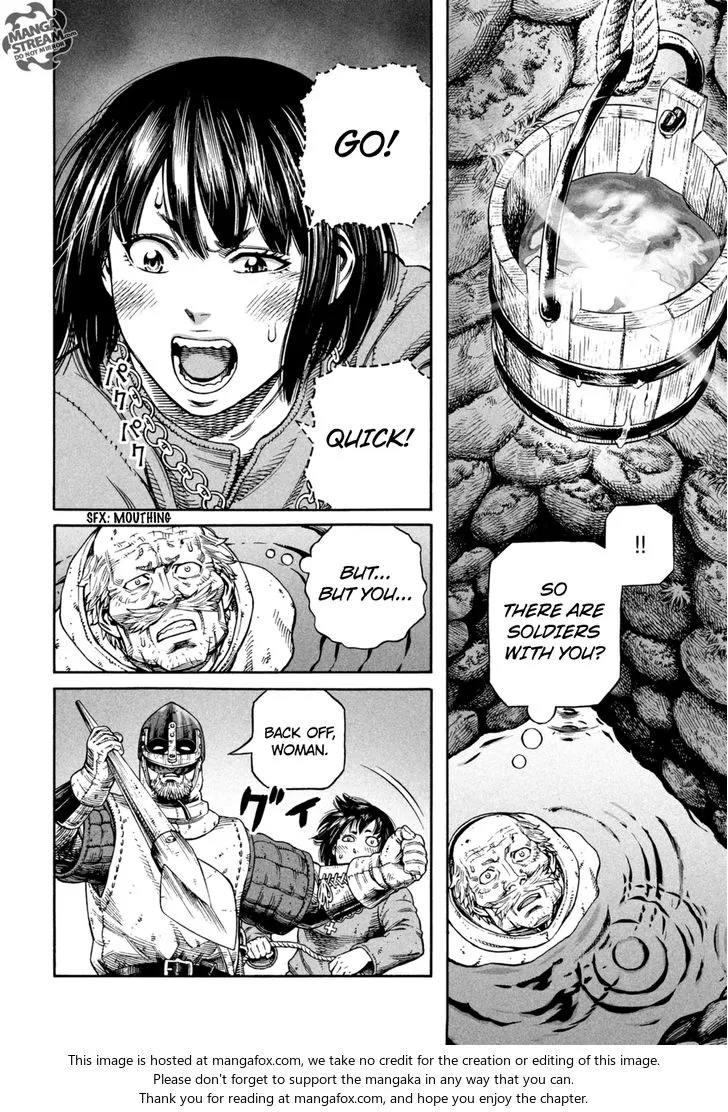 MANGA
STREAM.com
DO NOT MIRROR
!!
SO
THERE ARE
SOLDIERS
WITH YOU?
GO!
QUICK!
パクパク
SFX: MOUTHING
BUT...
BUT YOU...
BACK OFF,
WOMAN.
グイ
This image is hosted at mangafox.com, we take no credit for the creation or editing of this image.
Please don't forget to support the mangaka in any way that you can.
Thank you for reading at mangafox.com, and hope you enjoy the chapter.